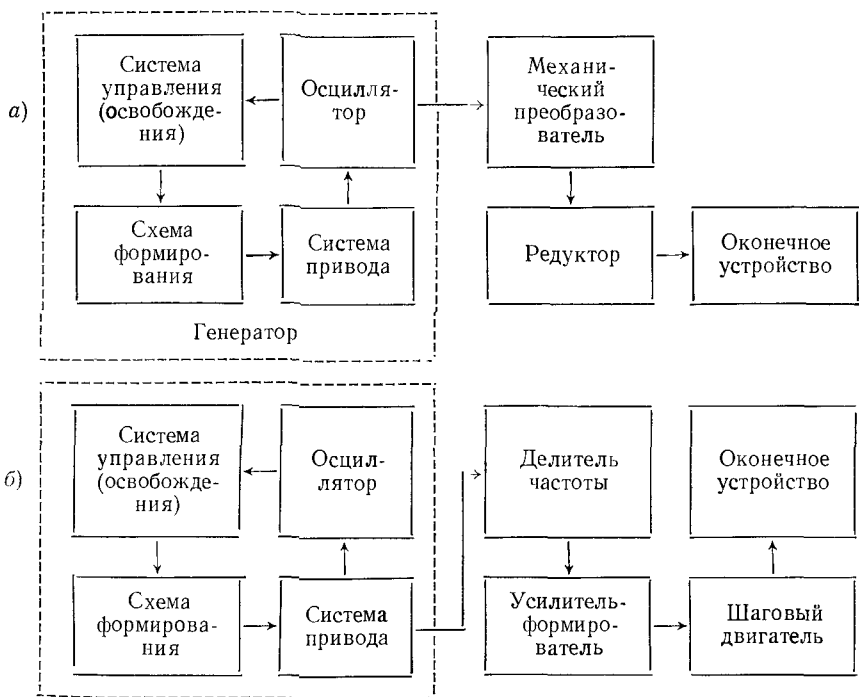 а)
Система
управления
(освобожде-
ния)
Осцилля-
тор
Механи-
ческий
преобразо-
ватель
Схема
формиро-
вания
Система
привода
Редуктор
Оконечное
устройство
Генератор
б)
Система
управления
(освобожде-
ния)
Осцил-
лятор
Делитель
частоты
Оконечное
устройство
Схема
формирова-
ния
Система
привода
Усилитель-
формиро-
ватель
Шаговый
двигатель